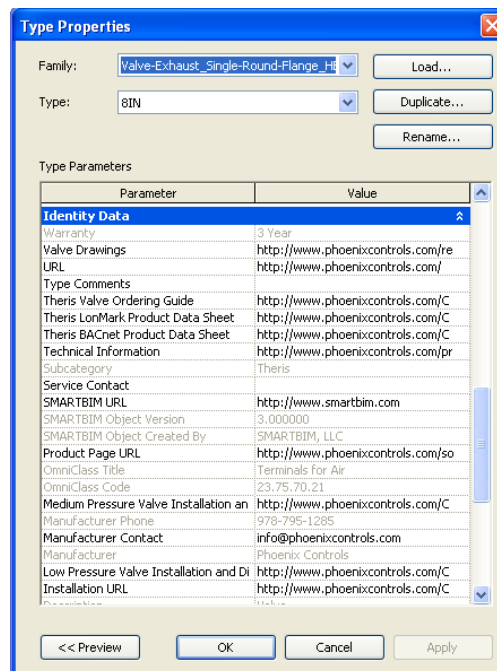 Type Properties
Family: Valve-Exhaust_Single-Round-Flange_HE Load...
Type: 8IN Duplicate...
Rename...
Type Parameters
Parameter Value
Identity Data
Warranty 3 Year
Valve Drawings http://www.phoenixcontrols.com/re
URL http://www.phoenixcontrols.com/
Type Comments
Theris Valve Ordering Guide http://www.phoenixcontrols.com/C
Theris LonMark Product Data Sheet http://www.phoenixcontrols.com/C
Theris BACnet Product Data Sheet http://www.phoenixcontrols.com/C
Technical Information http://www.phoenixcontrols.com/pr
Subcategory Theris
Service Contact
SMARTBIM URL http://www.smartbim.com
SMARTBIM Object Version 3.000000
SMARTBIM Object Created By SMARTBIM, LLC
Product Page URL http://www.phoenixcontrols.com/so
OmniClass Title Terminals for Air
OmniClass Code 23.75.70.21
Medium Pressure Valve Installation an http://www.phoenixcontrols.com/C
Manufacturer Phone 978-795-1285
Manufacturer Contact info@phoenixcontrols.com
Manufacturer Phoenix Controls
Low Pressure Valve Installation and Di http://www.phoenixcontrols.com/C
Installation URL http://www.phoenixcontrols.com/C
<< Preview OK Cancel Apply